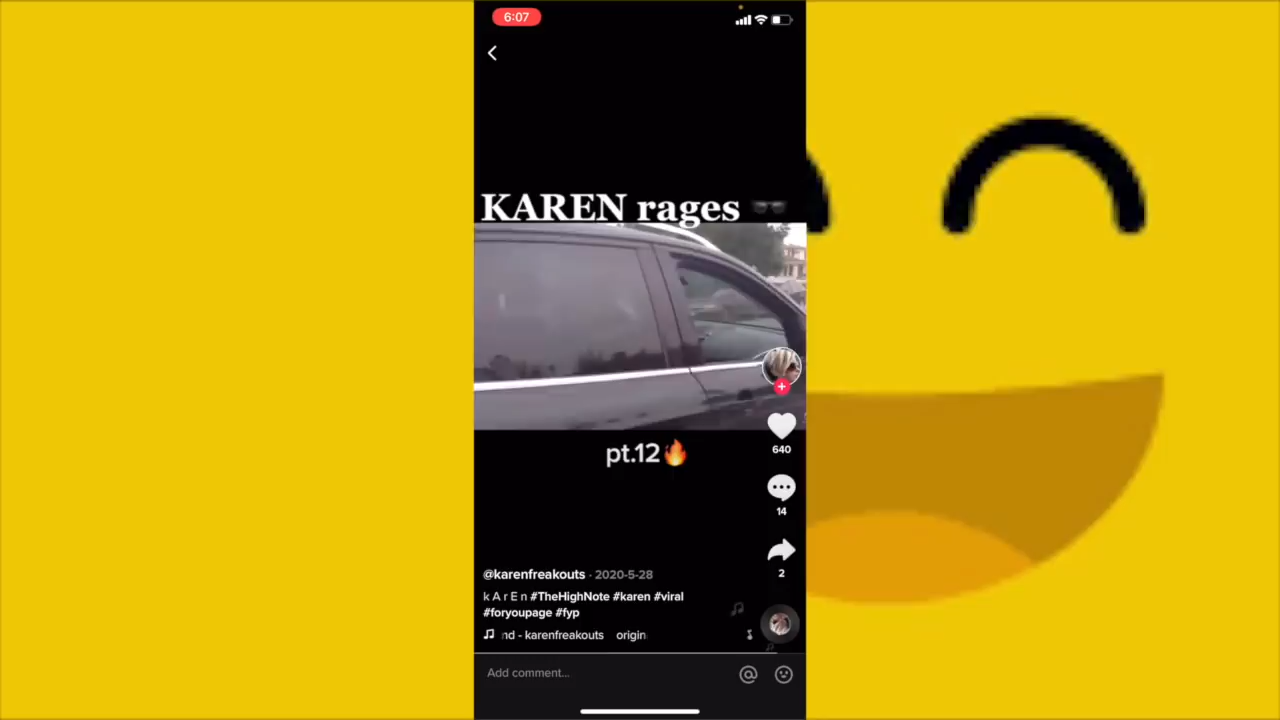 6:07
KAREN rages 🕶️
pt.12🔥
640
14
2
@karenfreakouts · 2020-5-28
k A r E n #TheHighNote #karen #viral
#foryoupage #fyp
nd - karenfreakouts origin
Add comment...